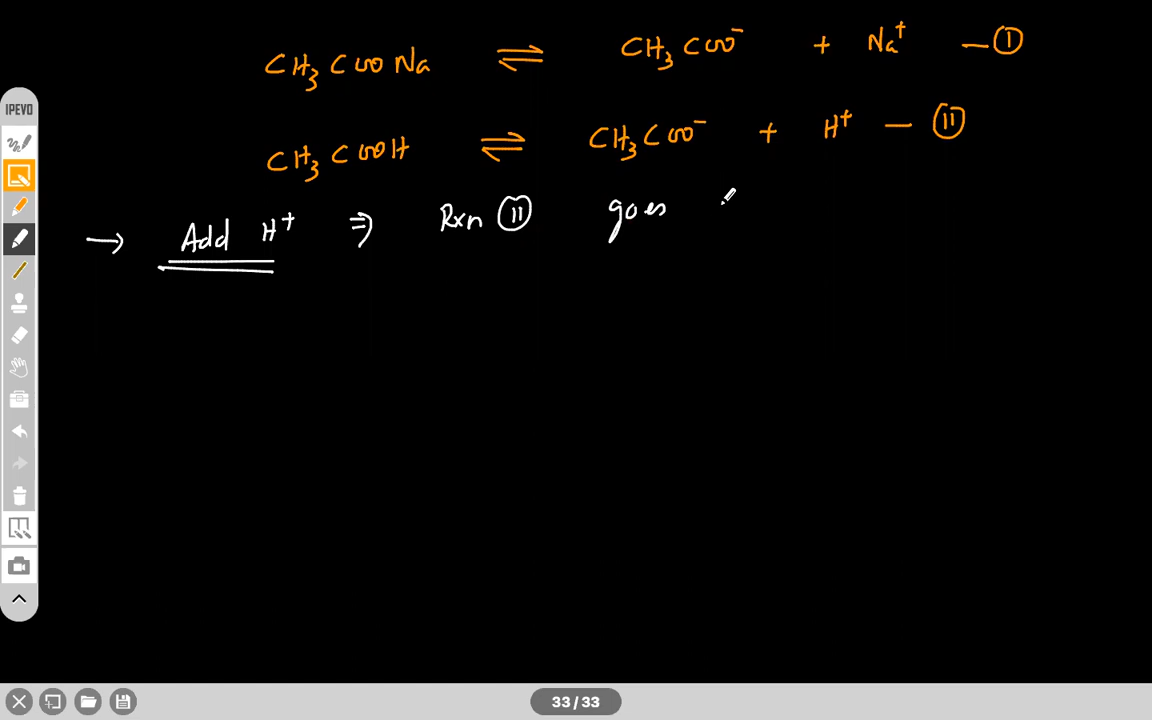 CH₃COONa ⇌ CH₃COO⁻ + Na⁺ —Ⓘ
CH₃COOH ⇌ CH₃COO⁻ + H⁺ —(II)
→ Add H⁺ ⇒ Rxn (II) goes
IPEVO
33/33